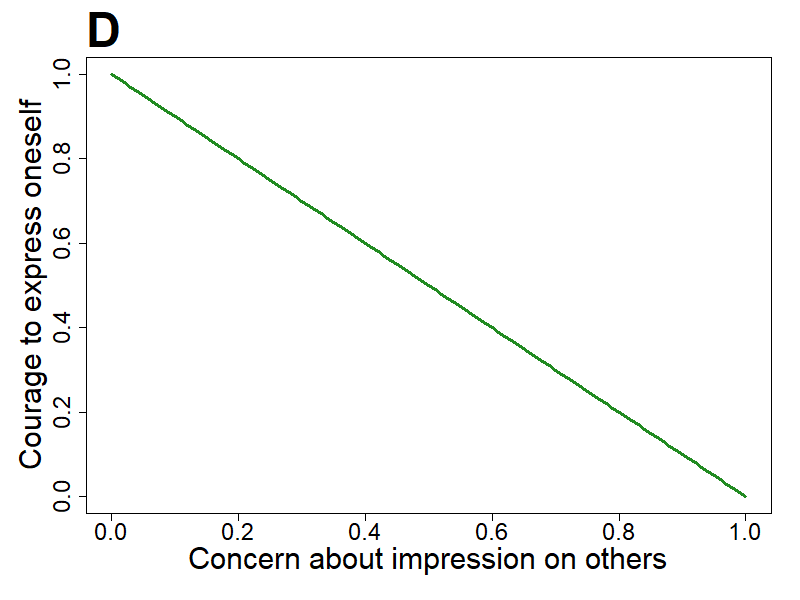 D
Courage to express oneself
1.0
0.8
0.6
0.4
0.2
0.0
0.0 0.2 0.4 0.6 0.8 1.0
Concern about impression on others